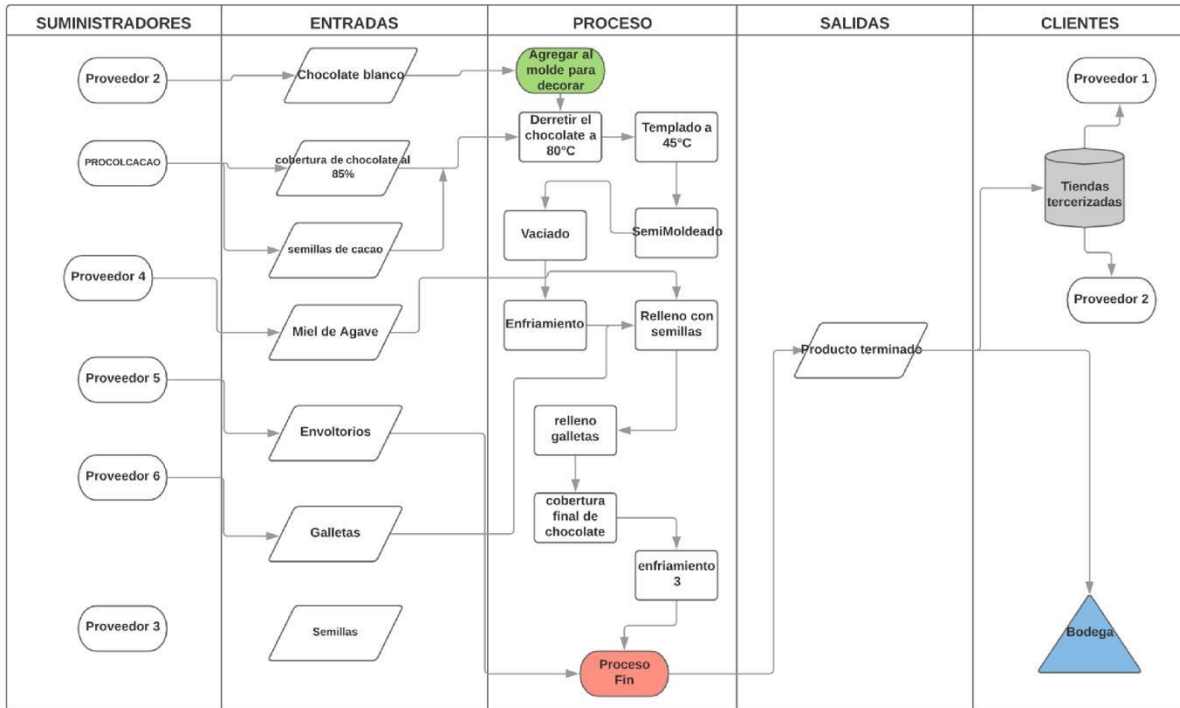 SUMINISTRADORES
ENTRADAS
PROCESO
SALIDAS
CLIENTES
Proveedor 2
PROCOLCACAO
Proveedor 4
Proveedor 5
Proveedor 6
Proveedor 3
Chocolate blanco
cobertura de chocolate al
85%
semillas de cacao
Miel de Agave
Envoltorios
Galletas
Semillas
Agregar al
molde para
decorar
Derretir el
chocolate a
80°C
Templado a
45°C
Vaciado
SemiMoldeado
Enfriamiento
Relleno con
semillas
relleno
galletas
cobertura
final de
chocolate
enfriamiento
3
Proceso
Fin
Producto terminado
Proveedor 1
Tiendas
tercerizadas
Proveedor 2
Bodega